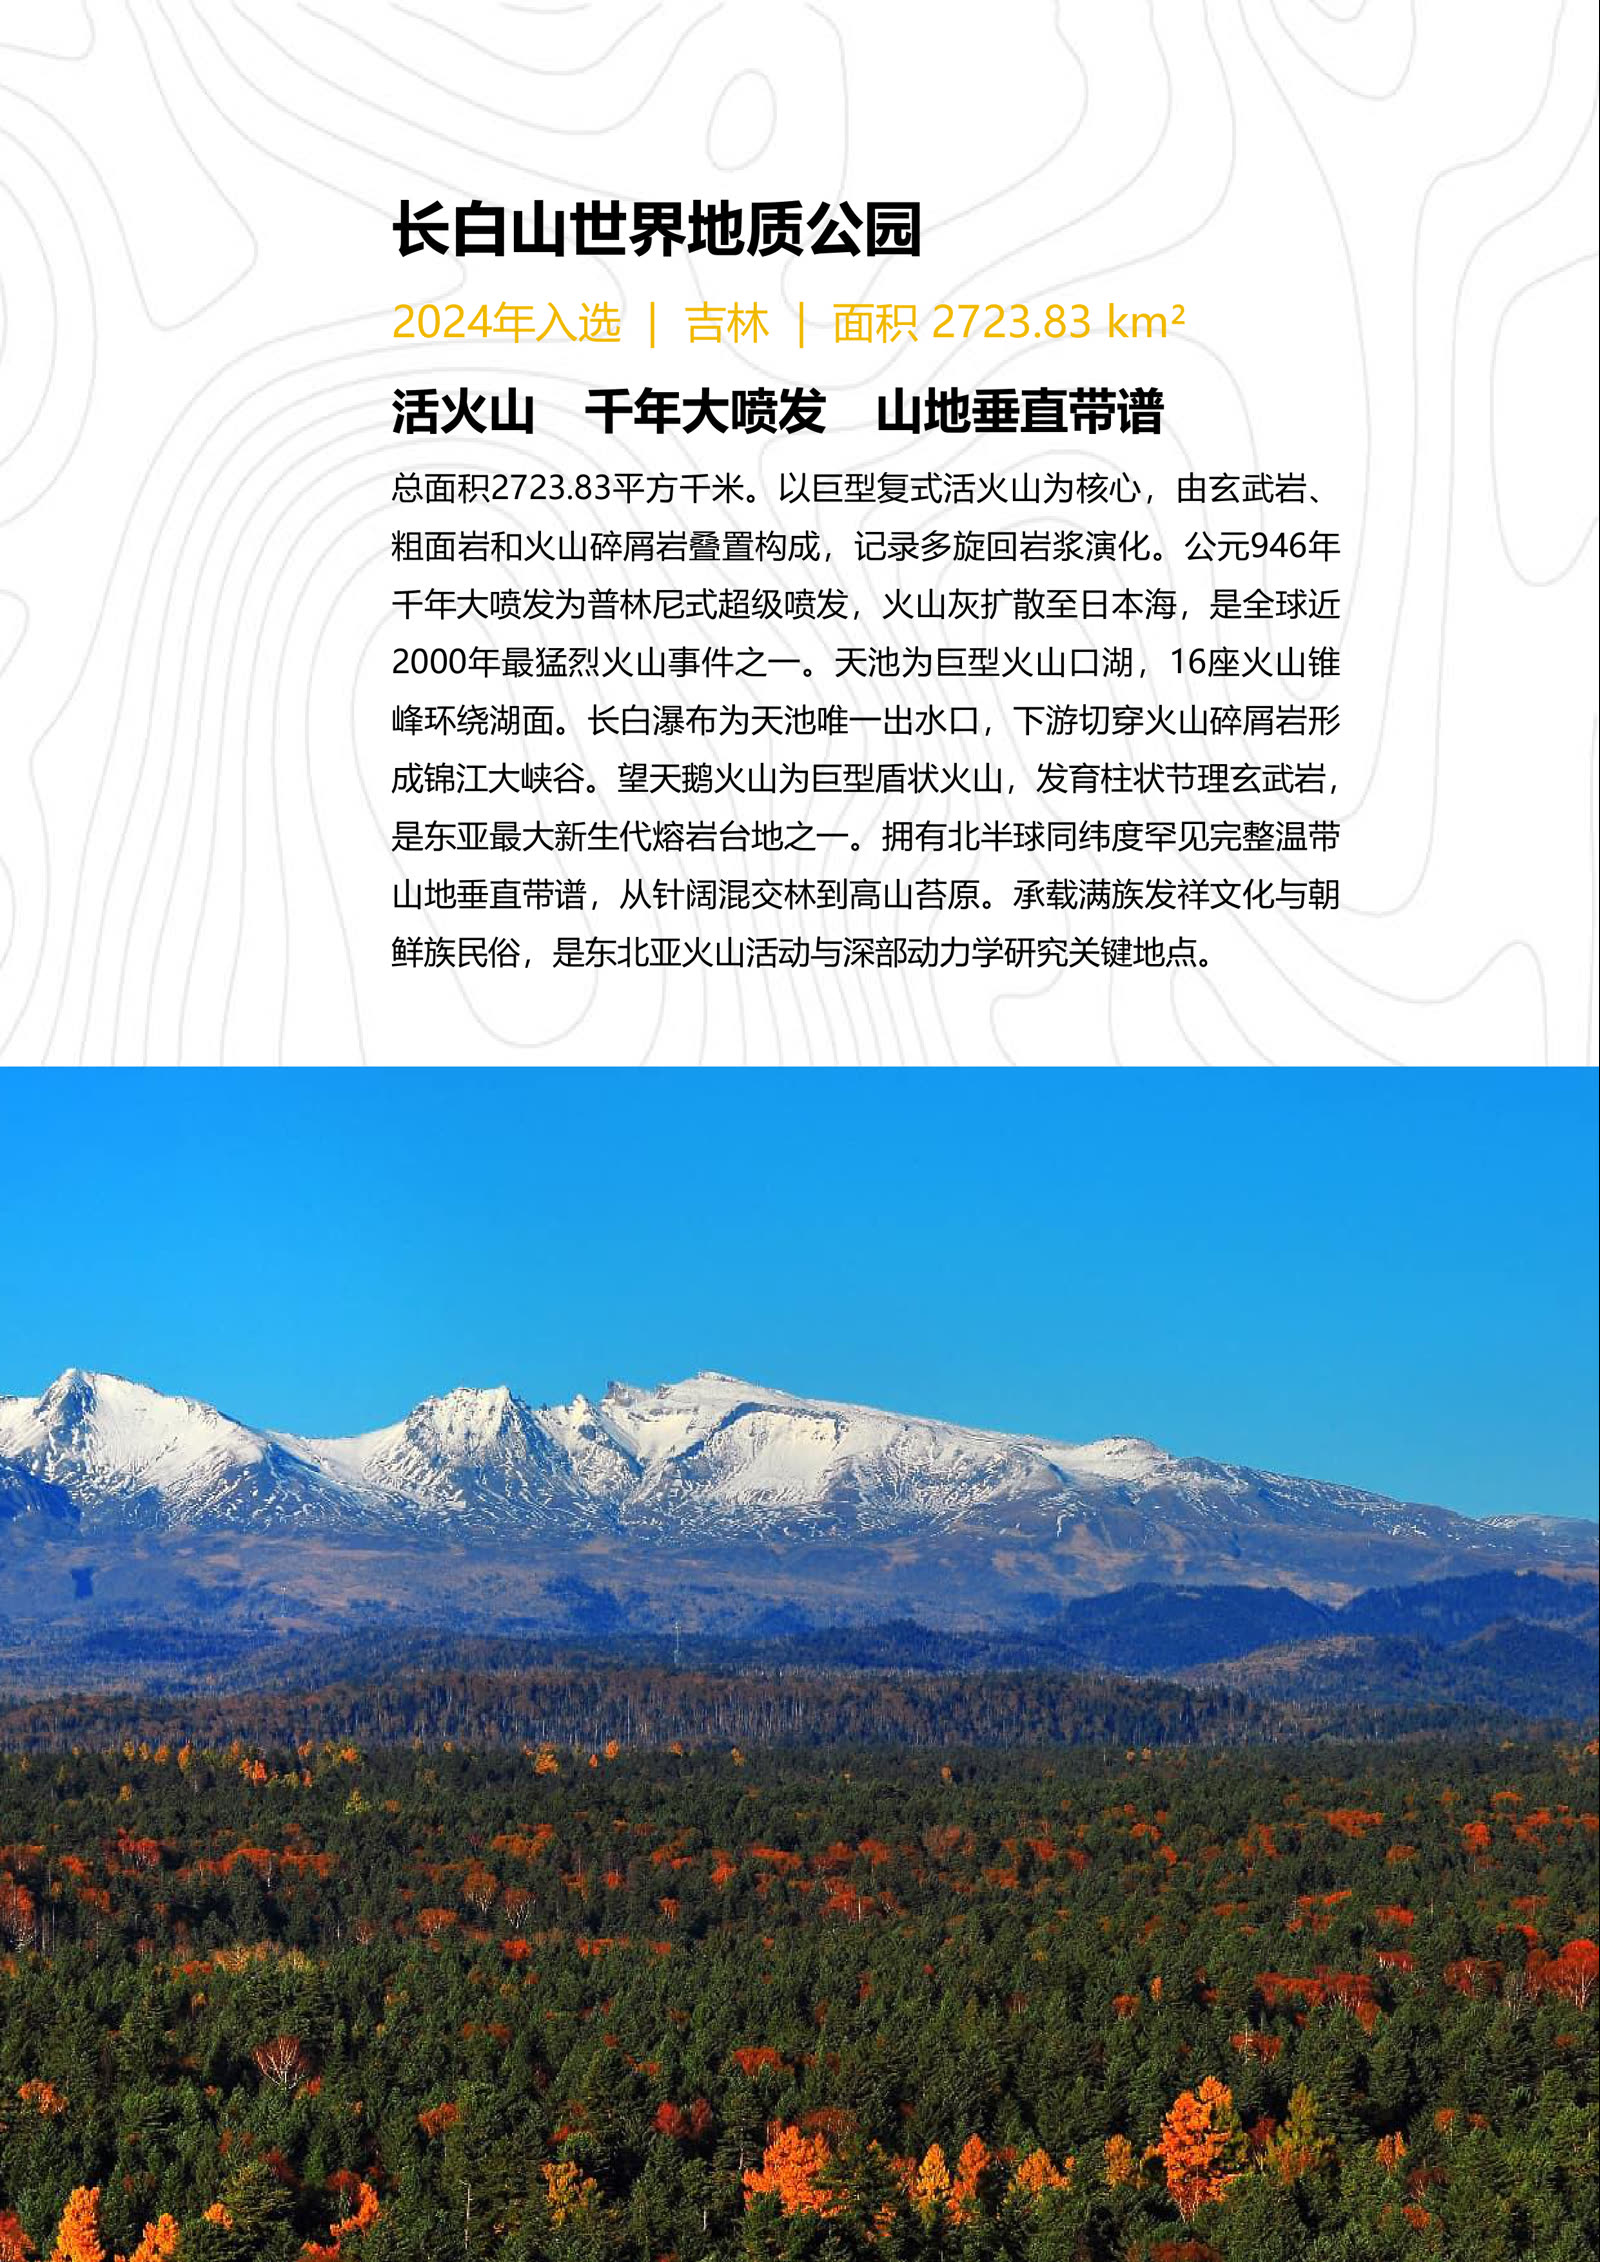 长白山世界地质公园
2024年入选 | 吉林 | 面积 2723.83 km²
活火山 千年大喷发 山地垂直带谱
总面积2723.83平方千米。以巨型复式活火山为核心，由玄武岩、
粗面岩和火山碎屑岩叠置构成，记录多旋回岩浆演化。公元946年
千年大喷发为普林尼式超级喷发，火山灰扩散至日本海，是全球近
2000年最猛烈火山事件之一。天池为巨型火山口湖，16座火山锥
峰环绕湖面。长白瀑布为天池唯一出水口，下游切穿火山碎屑岩形
成锦江大峡谷。望天鹅火山为巨型盾状火山，发育柱状节理玄武岩，
是东亚最大新生代熔岩台地之一。拥有北半球同纬度罕见完整温带
山地垂直带谱，从针阔混交林到高山苔原。承载满族发祥文化与朝
鲜族民俗，是东北亚火山活动与深部动力学研究关键地点。